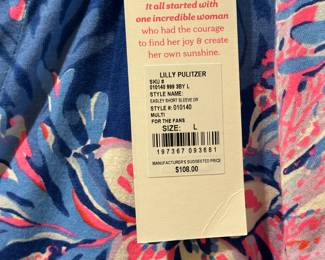 It all started with
one incredible woman
who had the courage
to find her joy & create
her own sunshine.
LILLY PULITZER
SKU #
010140 999 3BY L
STYLE NAME:
EASLEY SHORT SLEEVE DR
STYLE #: 010140
MULTI
FOR THE FANS
SIZE: L
197367 093681
MANUFACTURER'S SUGGESTED PRICE
$108.00